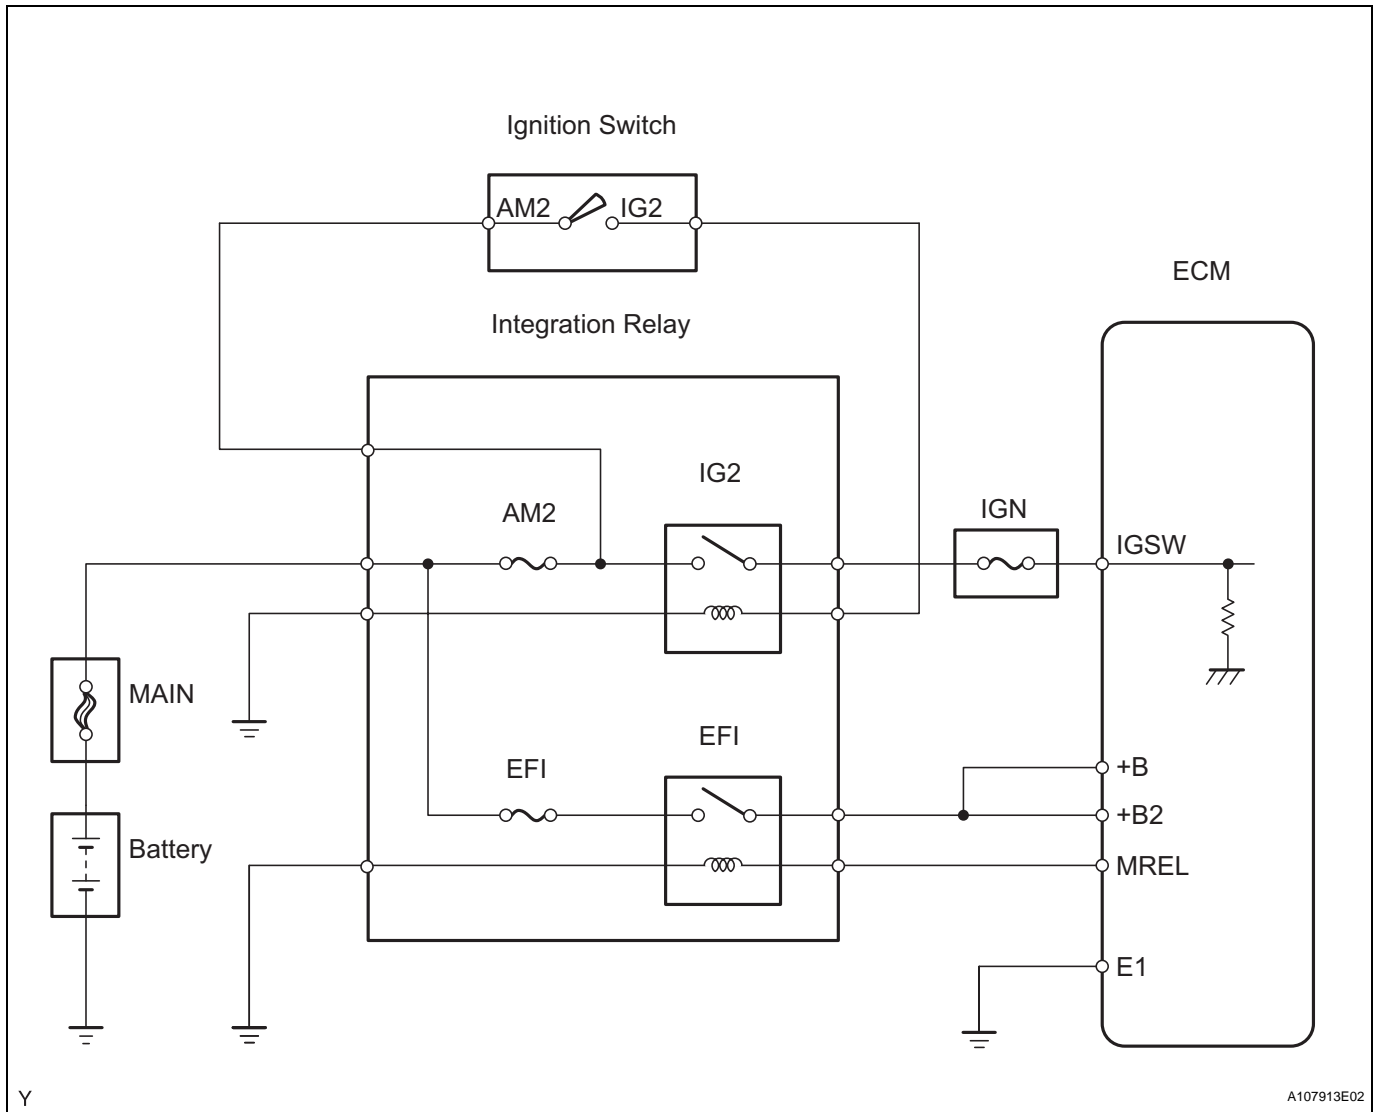 Ignition Switch
AM2 IG2
ECM
Integration Relay
IG2
AM2
IGN
IGSW
MAIN
EFI
EFI
+B
+B2
Battery
MREL
E1
Y
A107913E02